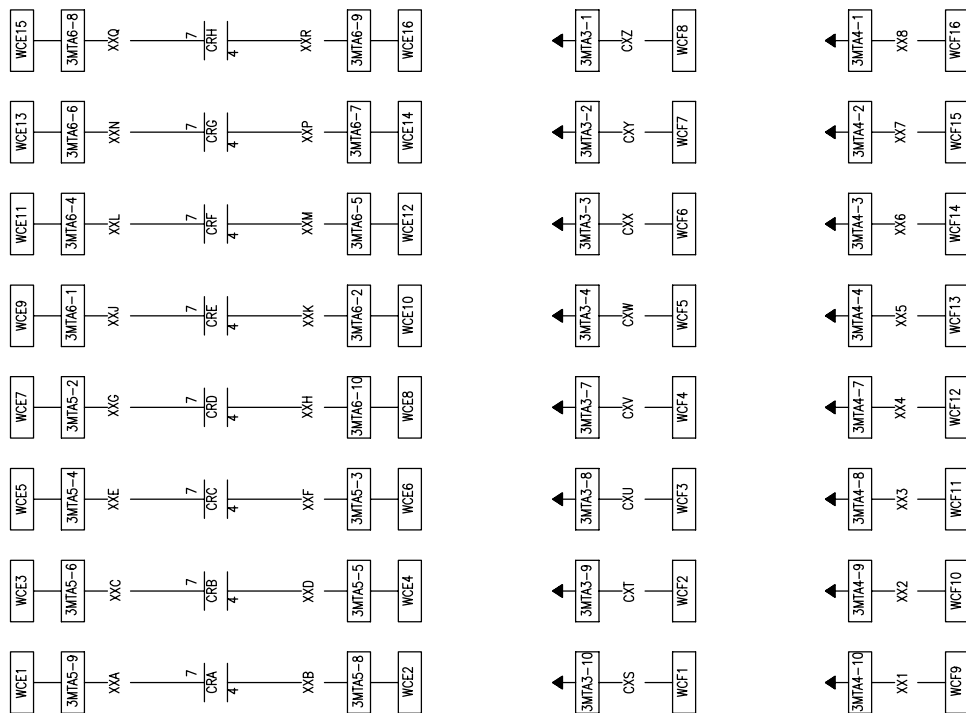 WCE15 3MTA6-8 XXQ 7 CRH 4 XXR 3MTA6-9 WCE16
WCE13 3MTA6-6 XXN 7 CRG 4 XXP 3MTA6-7 WCE14
WCE11 3MTA6-4 XXL 7 CRF 4 XXM 3MTA6-5 WCE12
WCE9 3MTA6-1 XXJ 7 CRE 4 XXK 3MTA6-2 WCE10
WCE7 3MTA5-2 XXG 7 CRD 4 XXH 3MTA6-10 WCE8
WCE5 3MTA5-4 XXE 7 CRC 4 XXF 3MTA5-3 WCE6
WCE3 3MTA5-6 XXC 7 CRB 4 XXD 3MTA5-5 WCE4
WCE1 3MTA5-9 XXA 7 CRA 4 XXB 3MTA5-8 WCE2
3MTA3-1 CXZ WCF8
3MTA3-2 CXY WCF7
3MTA3-3 CXX WCF6
3MTA3-4 CXW WCF5
3MTA3-7 CXV WCF4
3MTA3-8 CXU WCF3
3MTA3-9 CXT WCF2
3MTA3-10 CXS WCF1
3MTA4-1 XX8 WCF16
3MTA4-2 XX7 WCF15
3MTA4-3 XX6 WCF14
3MTA4-4 XX5 WCF13
3MTA4-7 XX4 WCF12
3MTA4-8 XX3 WCF11
3MTA4-9 XX2 WCF10
3MTA4-10 XX1 WCF9